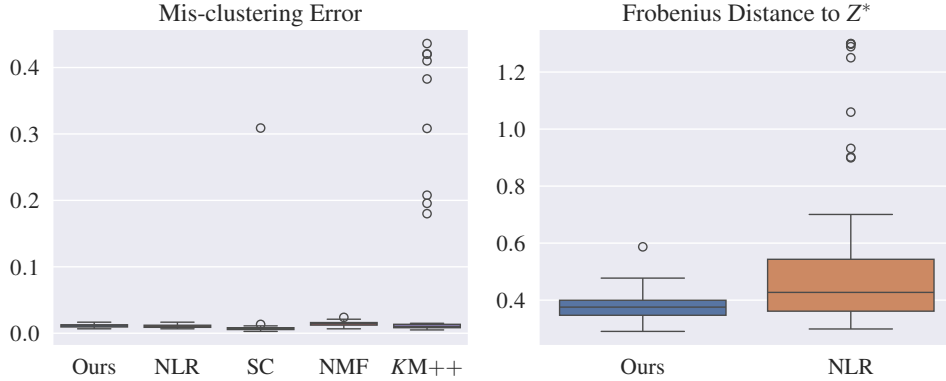 Mis-clustering Error
0.4
0.3
0.2
0.1
0.0
Ours NLR SC NMF KM++
Frobenius Distance to Z*
1.2
1.0
0.8
0.6
0.4
Ours NLR